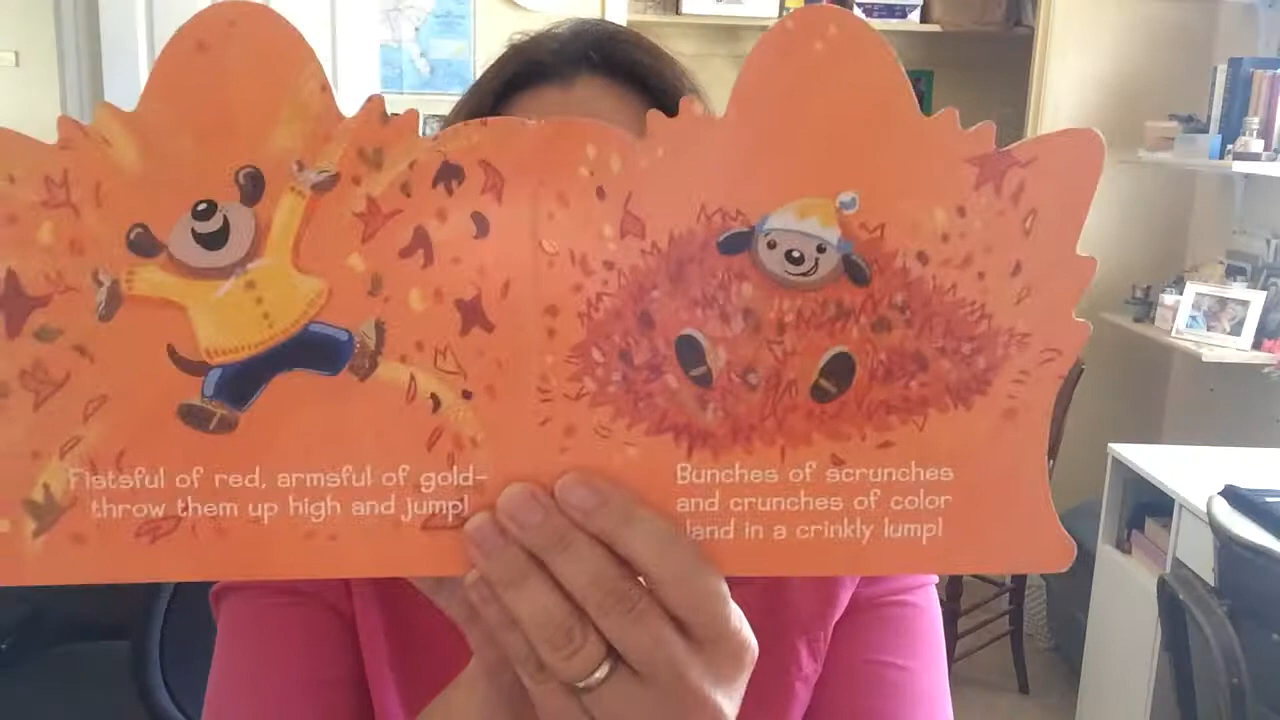 Fistsful of red, armsful of gold–
throw them up high and jump!
Bunches of scrunches
and crunches of color
land in a crinkly lump!